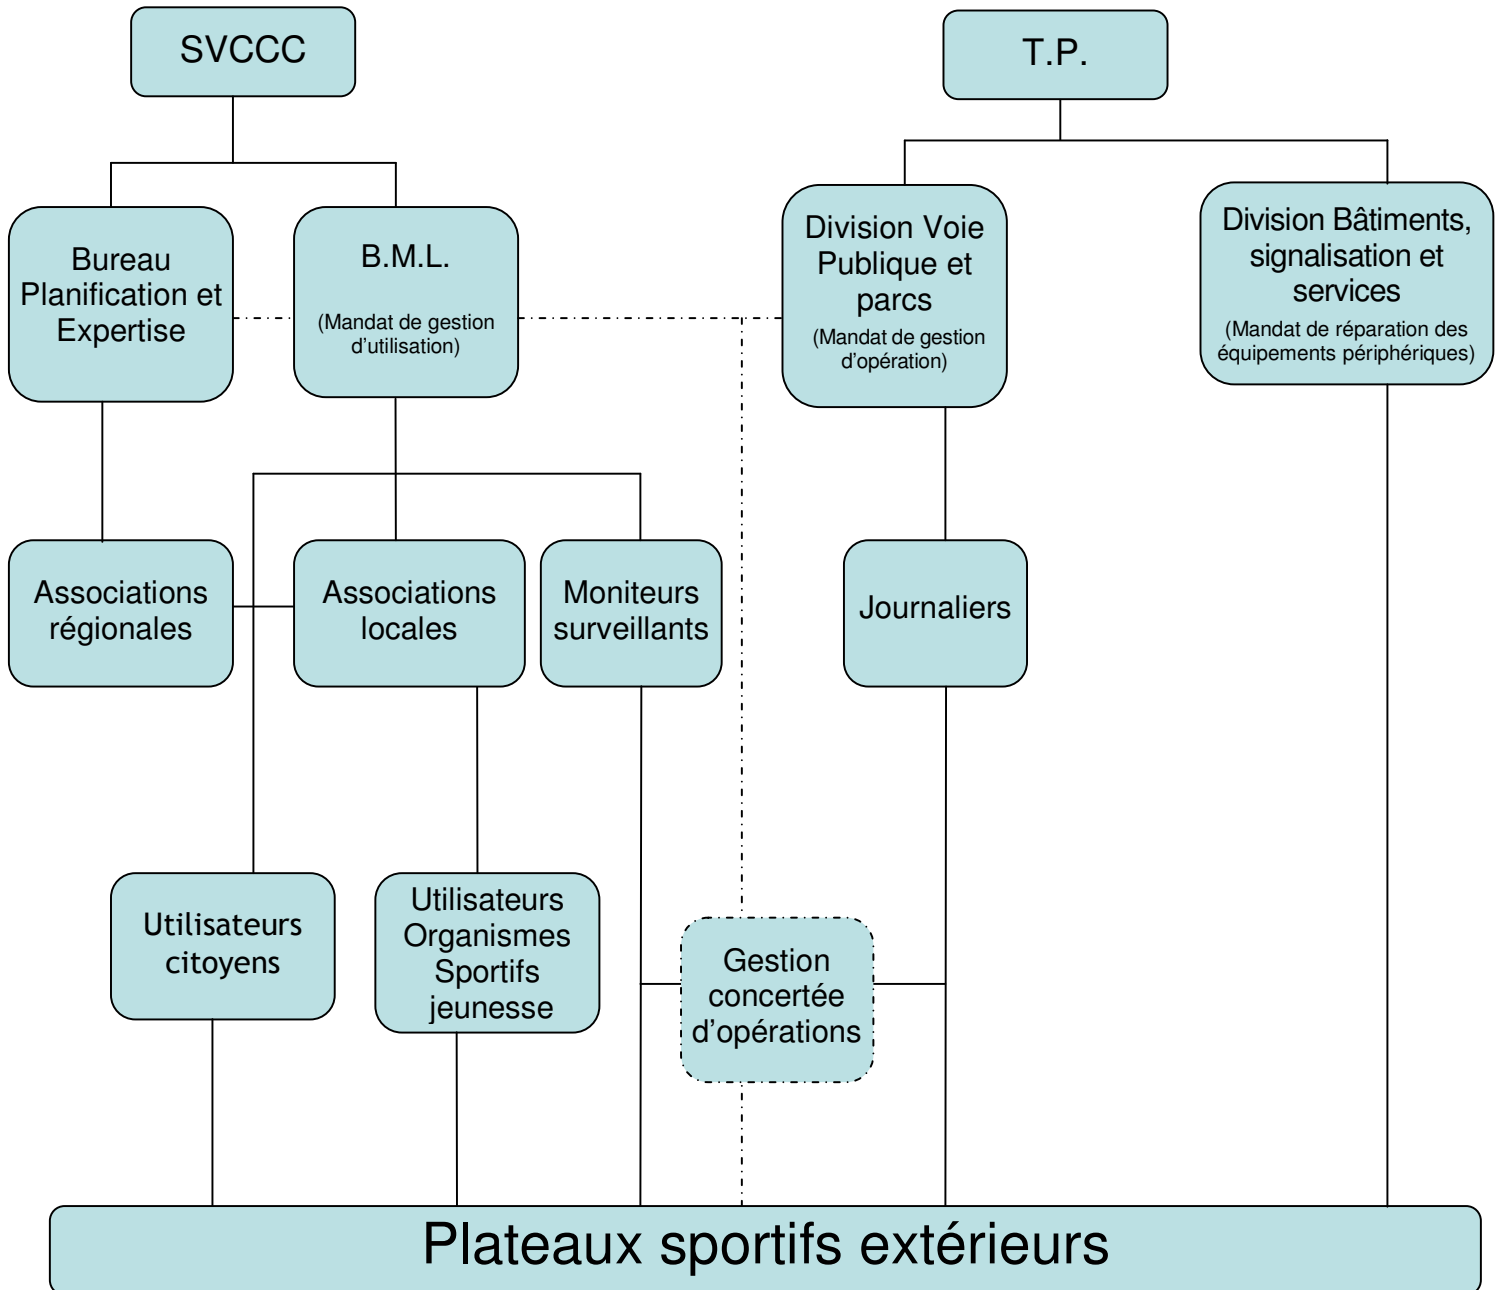 SVCCC
T.P.
Bureau
Planification et
Expertise
B.M.L.
(Mandat de gestion
d'utilisation)
Division Voie
Publique et
parcs
(Mandat de gestion
d'opération)
Division Bâtiments,
signalisation et
services
(Mandat de réparation des
équipements périphériques)
Associations
régionales
Associations
locales
Moniteurs
surveillants
Journaliers
Utilisateurs
citoyens
Utilisateurs
Organismes
Sportifs
jeunesse
Gestion
concertée
d'opérations
Plateaux sportifs extérieurs